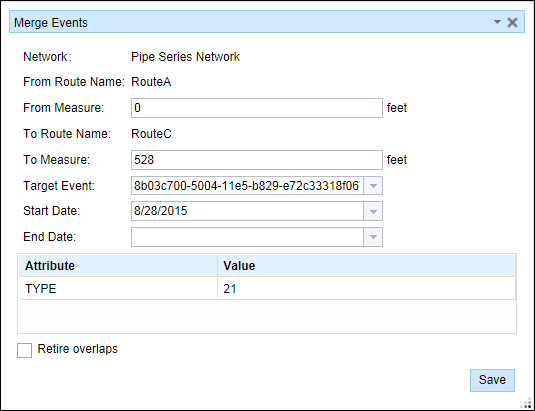 Merge Events
Network: Pipe Series Network
From Route Name: RouteA
From Measure: 0 feet
To Route Name: RouteC
To Measure: 528 feet
Target Event: 8b03c700-5004-11e5-b829-e72c33318f06
Start Date: 8/28/2015
End Date:
Attribute Value
TYPE 21
Retire overlaps
Save